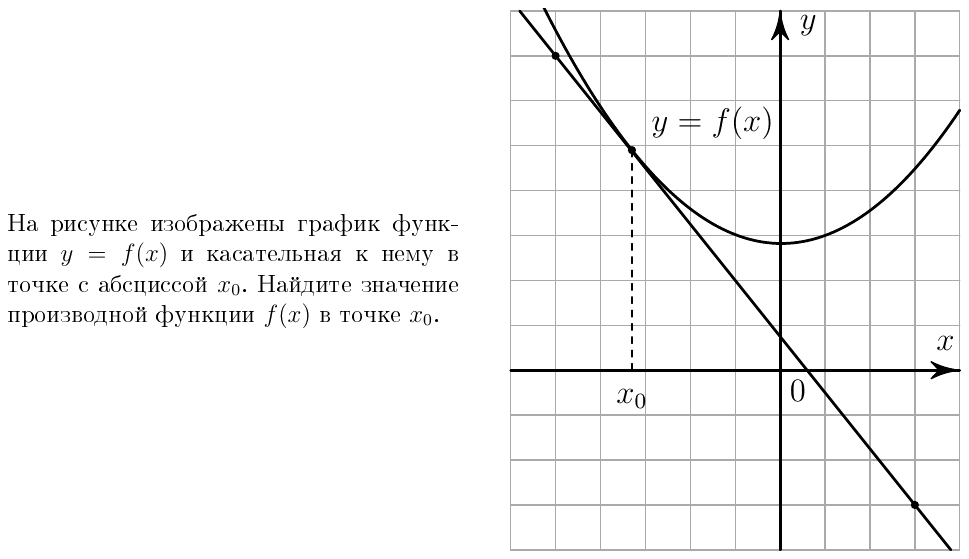 На рисунке изображены график функ-
ции y = f(x) и касательная к нему в
точке с абсциссой x₀. Найдите значение
производной функции f(x) в точке x₀.
y
y = f(x)
x
x₀
0